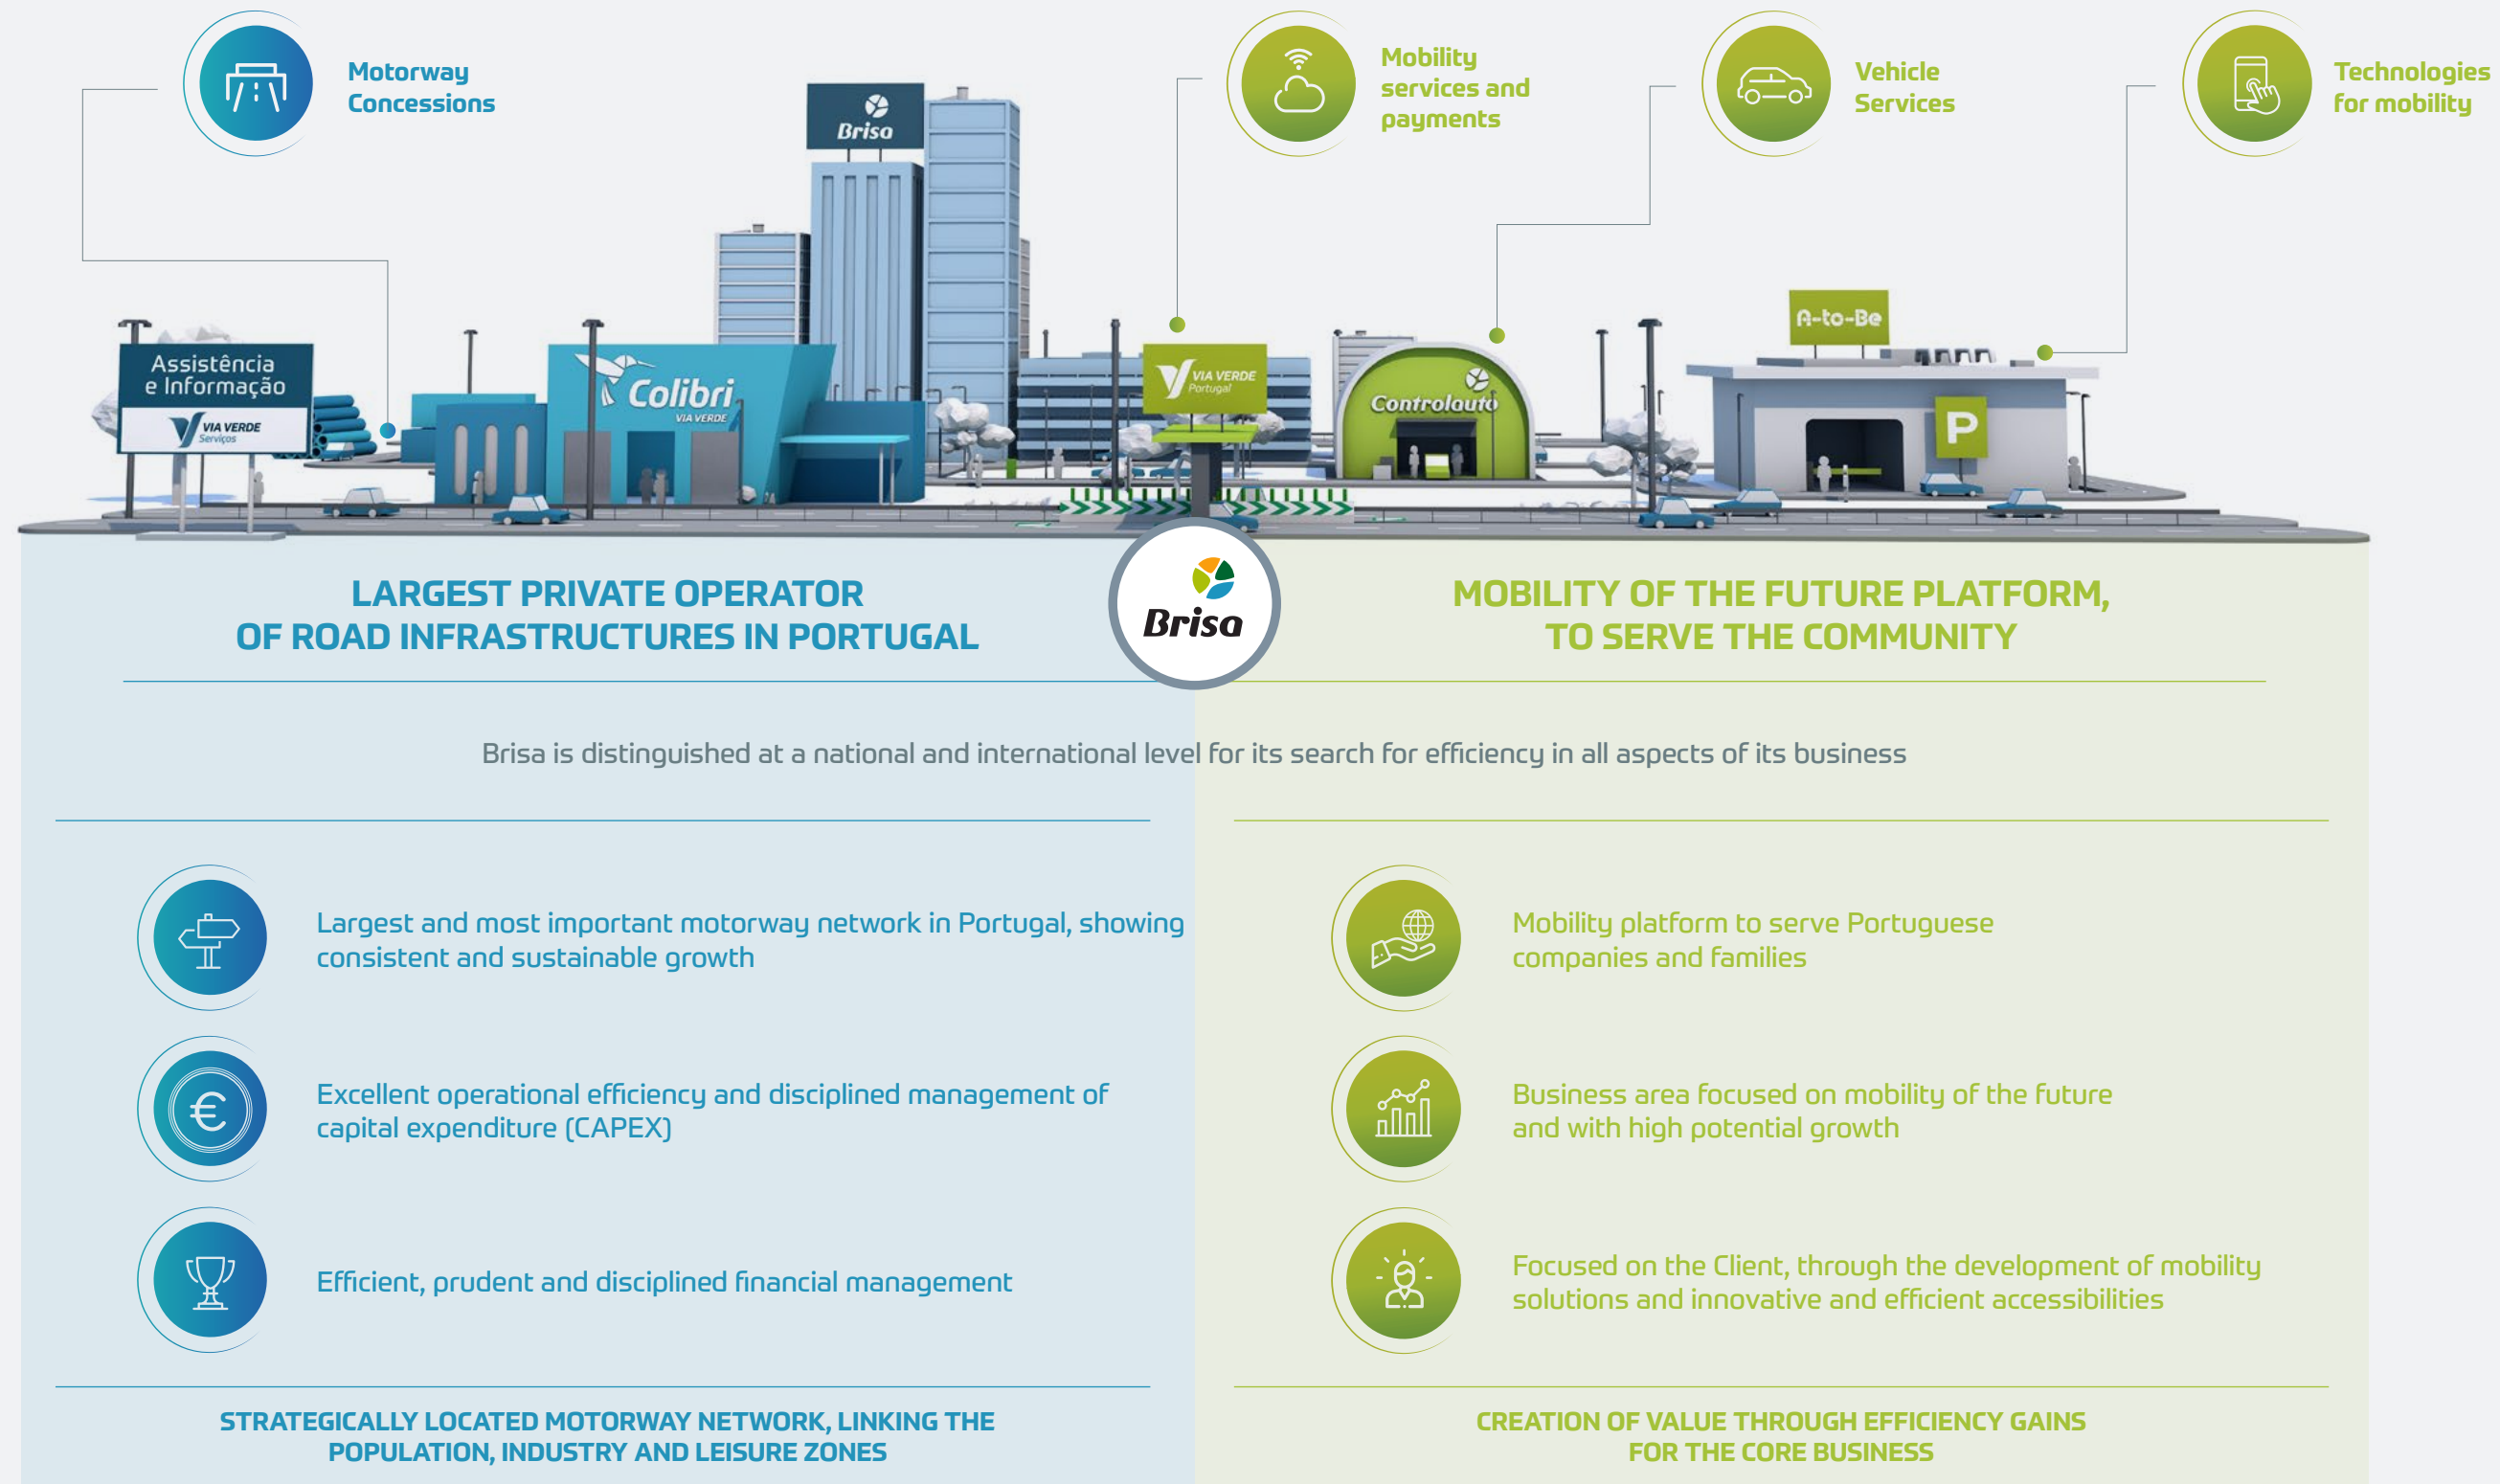 Motorway
Concessions
Mobility
services and
payments
Vehicle
Services
Technologies
for mobility
Brisa
Assistência
e Informação
VIA VERDE
Serviços
Colibri
VIA VERDE
VIA VERDE
Portugal
Controlauto
A-to-Be
P
LARGEST PRIVATE OPERATOR
OF ROAD INFRASTRUCTURES IN PORTUGAL
Brisa
MOBILITY OF THE FUTURE PLATFORM,
TO SERVE THE COMMUNITY
Brisa is distinguished at a national and international level for its search for efficiency in all aspects of its business
Largest and most important motorway network in Portugal, showing
consistent and sustainable growth
€
Excellent operational efficiency and disciplined management of
capital expenditure (CAPEX)
Efficient, prudent and disciplined financial management
STRATEGICALLY LOCATED MOTORWAY NETWORK, LINKING THE
POPULATION, INDUSTRY AND LEISURE ZONES
Mobility platform to serve Portuguese
companies and families
Business area focused on mobility of the future
and with high potential growth
Focused on the Client, through the development of mobility
solutions and innovative and efficient accessibilities
CREATION OF VALUE THROUGH EFFICIENCY GAINS
FOR THE CORE BUSINESS